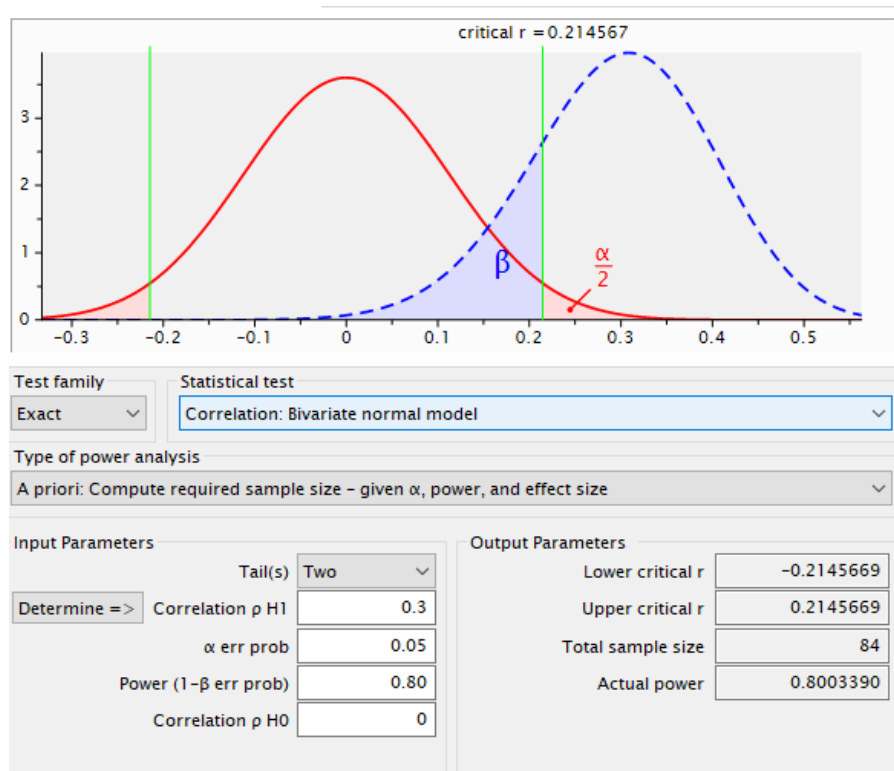 critical r = 0.214567
3
2
1
0
β
α
2
-0.3 -0.2 -0.1 0 0.1 0.2 0.3 0.4 0.5
Test family
Statistical test
Exact
Correlation: Bivariate normal model
Type of power analysis
A priori: Compute required sample size – given α, power, and effect size
Input Parameters
Output Parameters
Tail(s) Two
Lower critical r -0.2145669
Determine => Correlation ρ H1 0.3
Upper critical r 0.2145669
α err prob 0.05
Total sample size 84
Power (1-β err prob) 0.80
Actual power 0.8003390
Correlation ρ H0 0